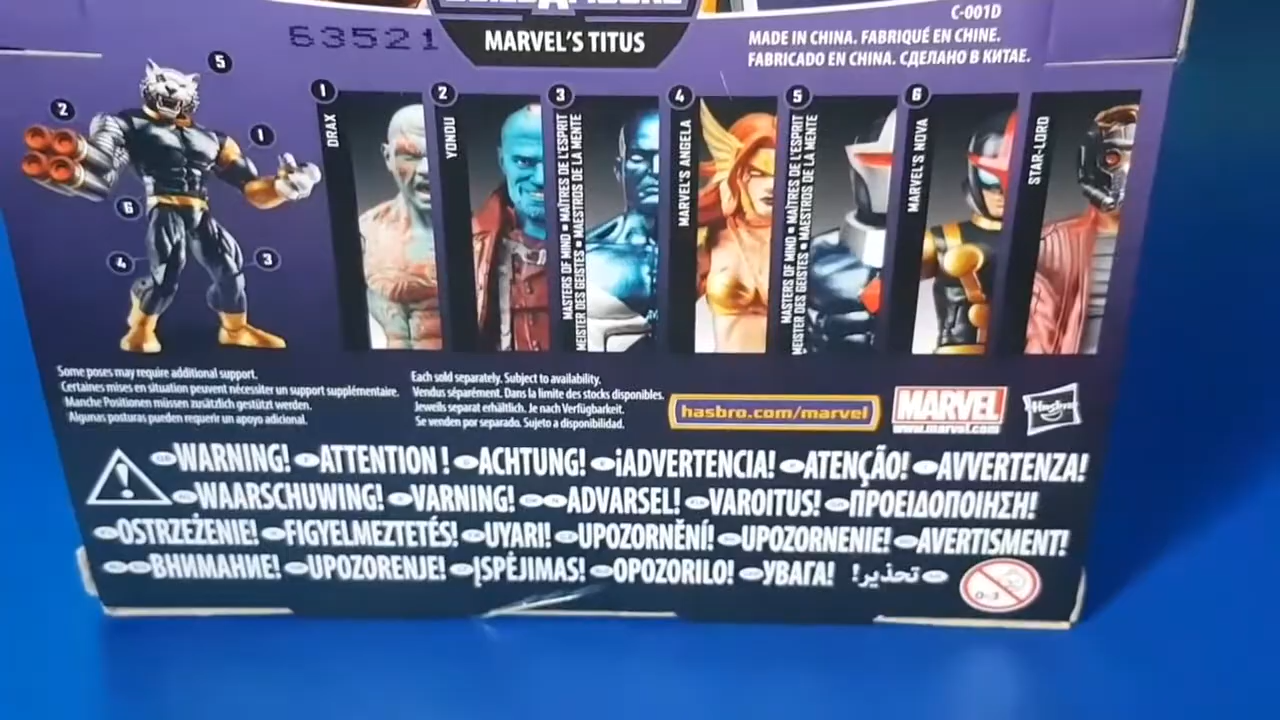 C-001D
63521
MARVEL'S TITUS
MADE IN CHINA. FABRIQUÉ EN CHINE.
FABRICADO EN CHINA. СДЕЛАНО В КИТАЕ.
5
2
1
6
4
3
1
DRAX
2
YONDU
3
MASTERS OF MIND • MAÎTRES DE L'ESPRIT
MEISTER DES GEISTES • MAESTROS DE LA MENTE
4
MARVEL'S ANGELA
5
MASTERS OF MIND • MAÎTRES DE L'ESPRIT
MEISTER DES GEISTES • MAESTROS DE LA MENTE
6
MARVEL'S NOVA
STAR-LORD
Some poses may require additional support.
Certaines mises en situation peuvent nécessiter un support supplémentaire.
Manche Positionen müssen zusätzlich gestützt werden.
Algunas posturas pueden requerir un apoyo adicional.
Each sold separately. Subject to availability.
Vendus séparément. Dans la limite des stocks disponibles.
Jeweils separat erhältlich. Je nach Verfügbarkeit.
Se venden por separado. Sujeto a disponibilidad.
hasbro.com/marvel
MARVEL
www.marvel.com
Hasbro
WARNING! ATTENTION ! ACHTUNG! ¡ADVERTENCIA! ATENÇÃO! AVVERTENZA!
WAARSCHUWING! VARNING! ADVARSEL! VAROITUS! ΠΡΟΕΙΔΟΠΟΙΗΣΗ!
OSTRZEŻENIE! FIGYELMEZTETÉS! UYARI! UPOZORNĚNÍ! UPOZORNENIE! AVERTISMENT!
ВНИМАНИЕ! UPOZORENJE! ĮSPĖJIMAS! OPOZORILO! УВАГА! تحذير!
0-3